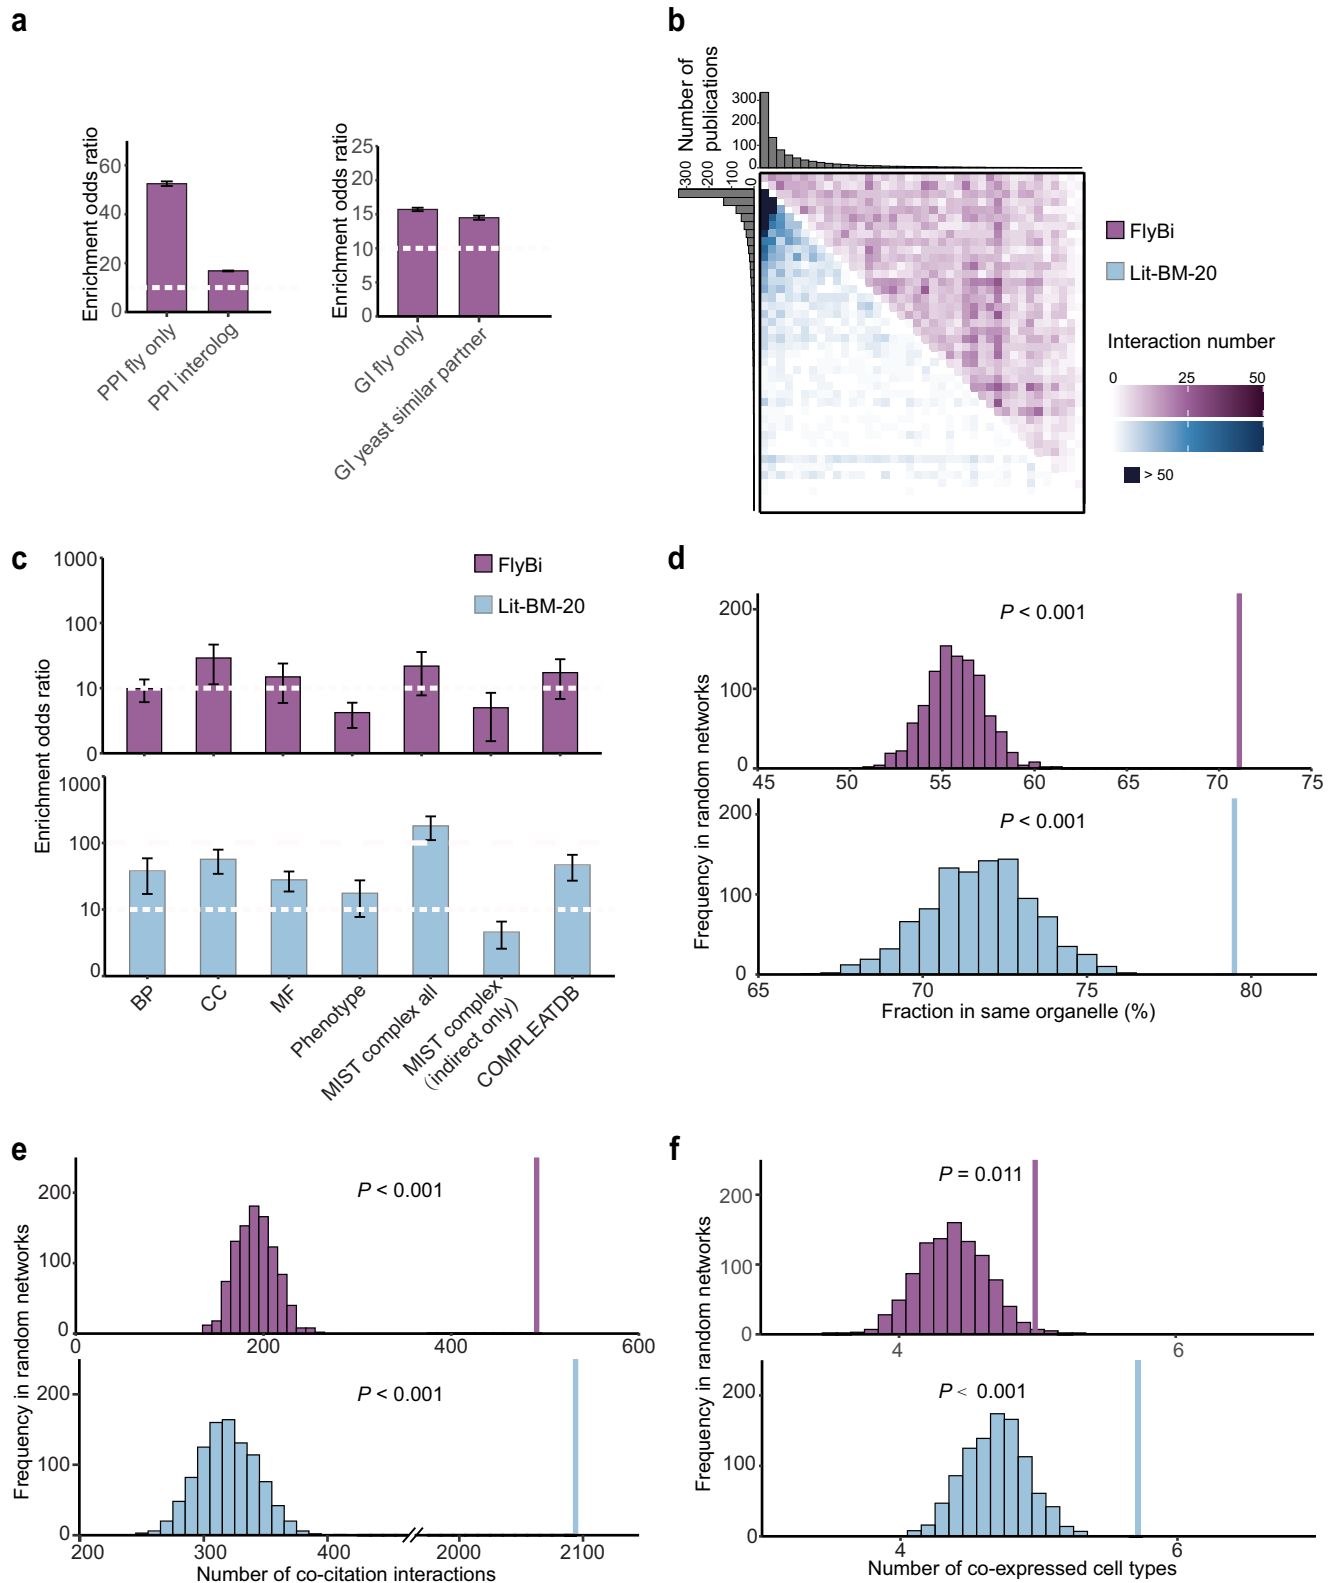 a
Enrichment odds ratio
60
40
20
0
PPI fly only
PPI interolog
Enrichment odds ratio
25
20
15
10
5
0
GI fly only
GI yeast similar partner
b
Number of
publications
300
200
100
0
-300
-200
-100
0
FlyBi
Lit-BM-20
Interaction number
0 25 50
> 50
c
FlyBi
Lit-BM-20
Enrichment odds ratio
1000
100
10
0
1000
100
10
0
BP
CC
MF
Phenotype
MIST complex all
MIST complex
(indirect only)
COMPLEATDB
d
Frequency in random networks
P < 0.001
200
100
0
45 50 55 60 65 70 75
P < 0.001
200
100
0
65 70 75 80
Fraction in same organelle (%)
e
Frequency in random networks
P < 0.001
200
100
0
0 200 400 600
P < 0.001
200
100
0
200 300 400 2000 2100
Number of co-citation interactions
f
Frequency in random networks
P = 0.011
200
100
0
4 6
P < 0.001
200
100
0
4 6
Number of co-expressed cell types